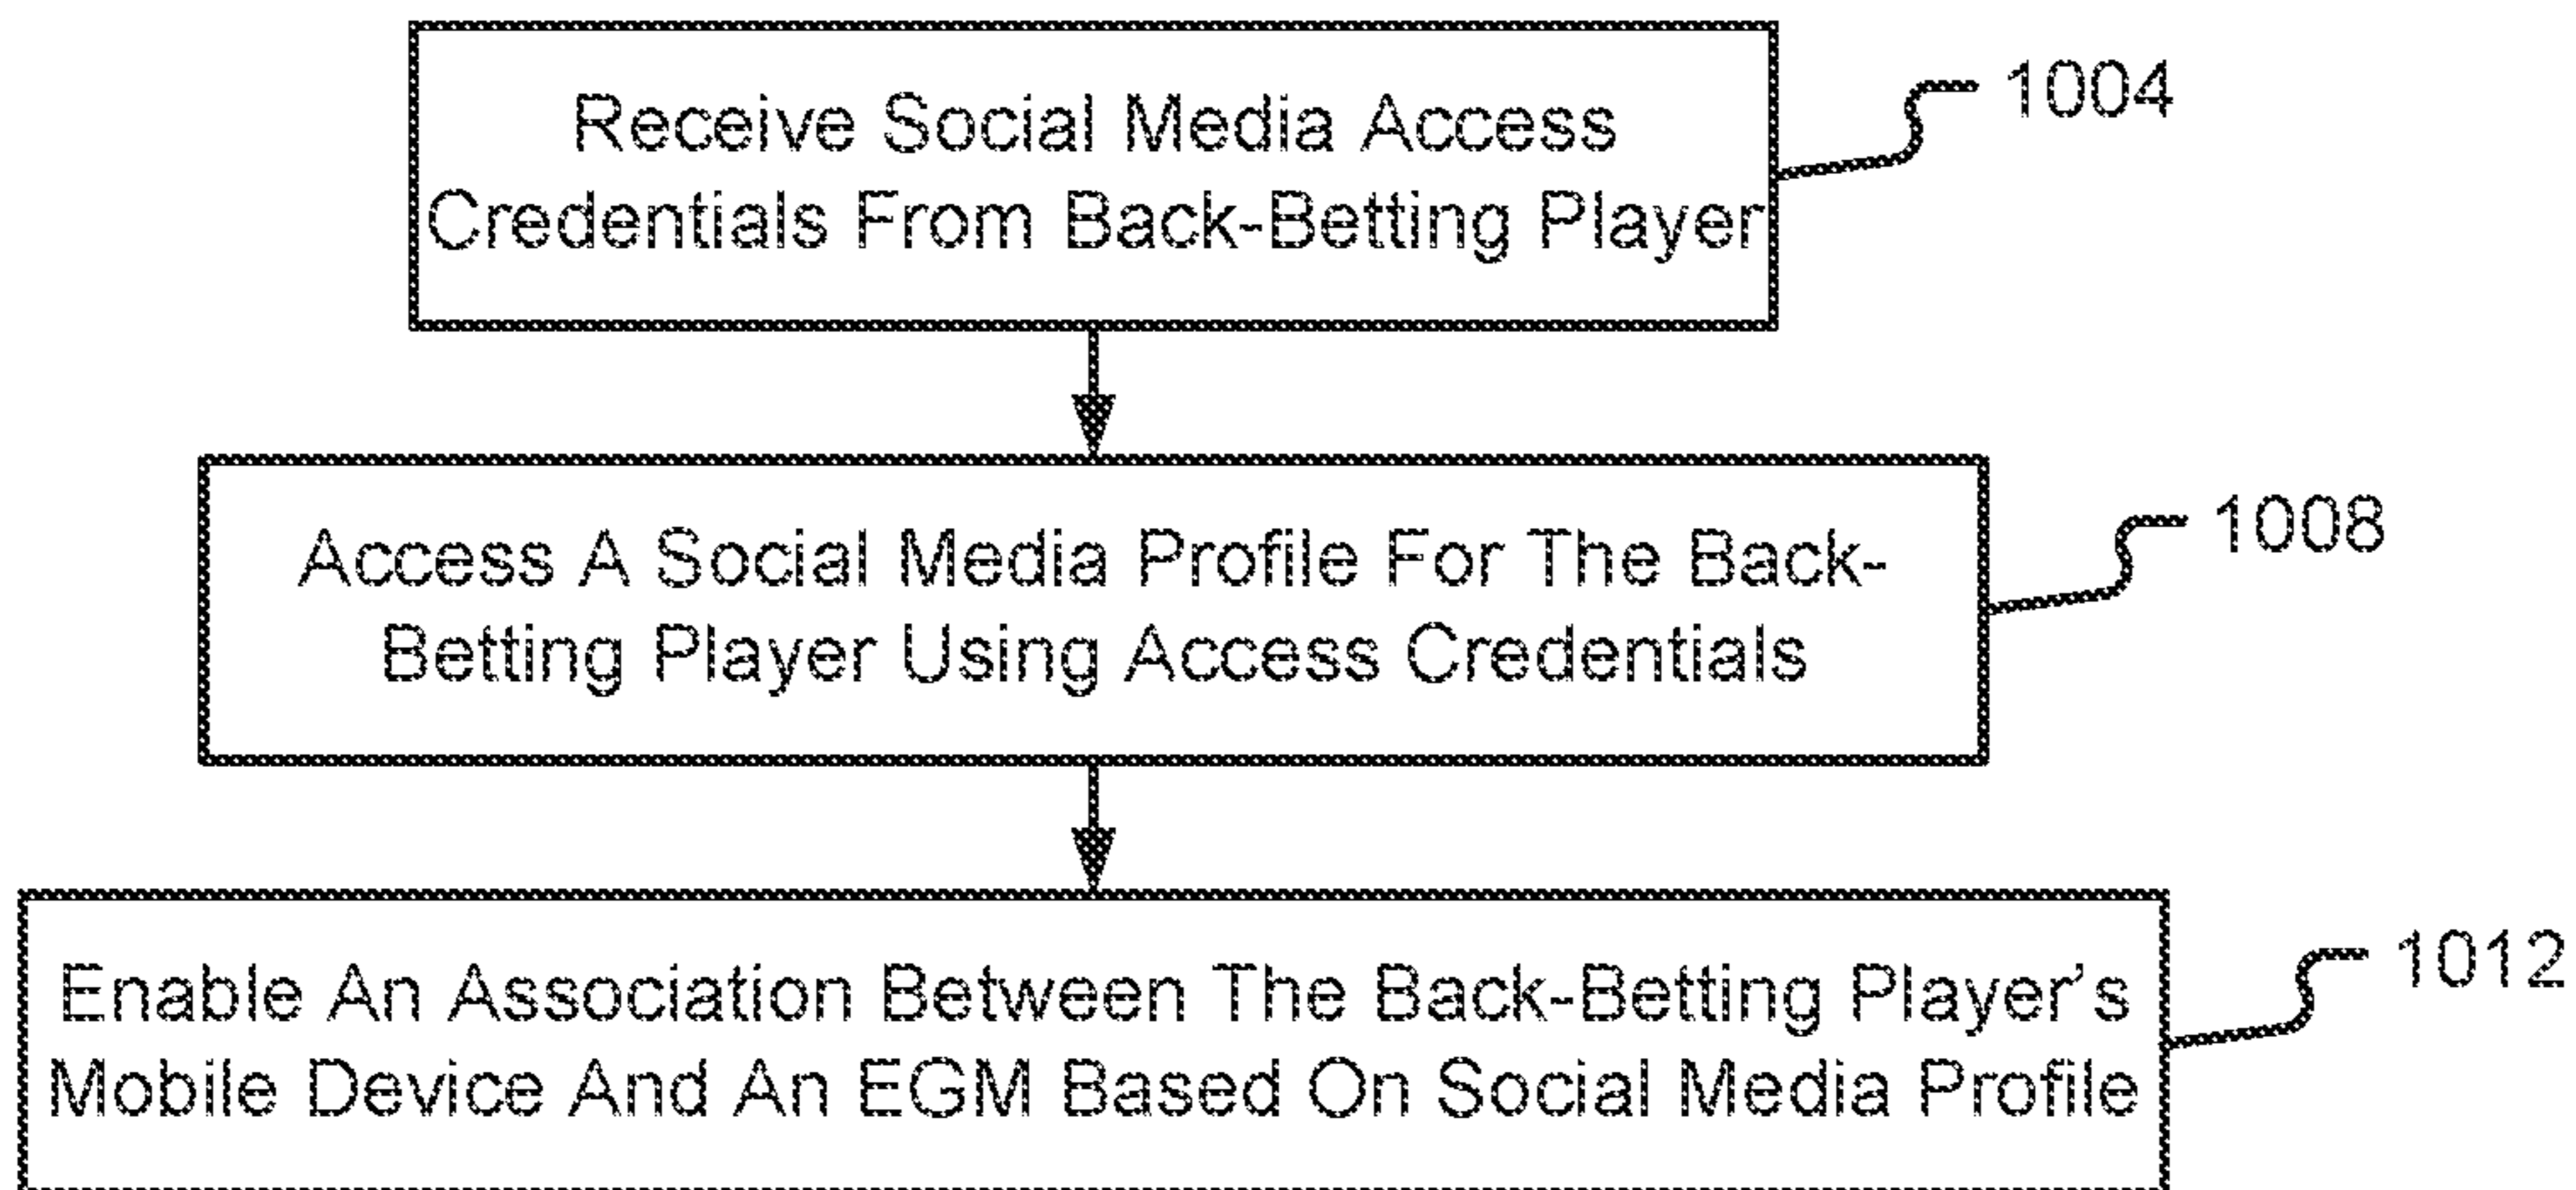 Receive Social Media Access
Credentials From Back-Betting Player
1004
Access A Social Media Profile For The Back-
Betting Player Using Access Credentials
1008
Enable An Association Between The Back-Betting Player's
Mobile Device And An EGM Based On Social Media Profile
1012